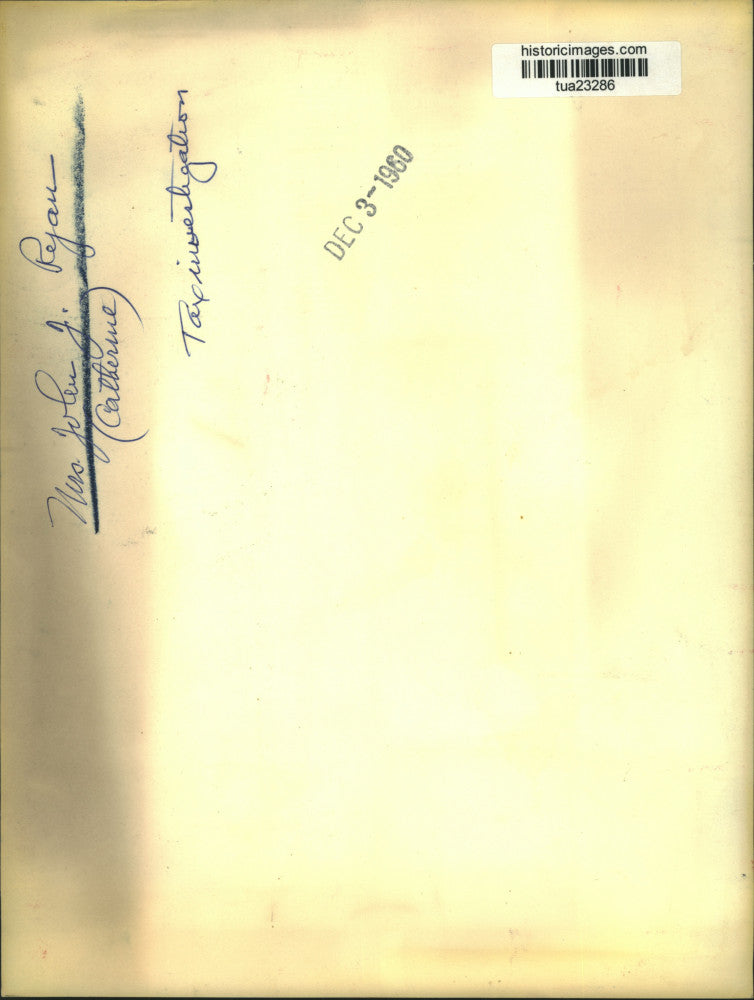 historicimages.com
tua23286
DEC 3-1960
Mrs. John J. Ryan
(Catherine)
Tax investigation